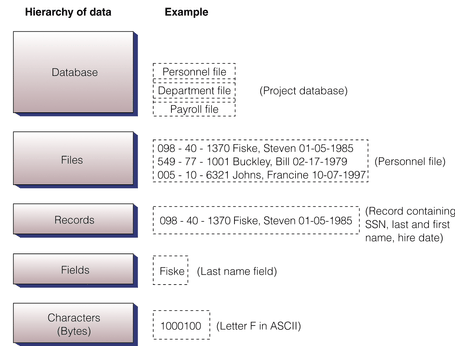 Hierarchy of data
Example
Database
Personnel file
Department file
Payroll file
(Project database)
Files
098 - 40 - 1370 Fiske, Steven 01-05-1985
549 - 77 - 1001 Buckley, Bill 02-17-1979
005 - 10 - 6321 Johns, Francine 10-07-1997
(Personnel file)
Records
098 - 40 - 1370 Fiske, Steven 01-05-1985
(Record containing
SSN, last and first
name, hire date)
Fields
Fiske
(Last name field)
Characters
(Bytes)
1000100
(Letter F in ASCII)